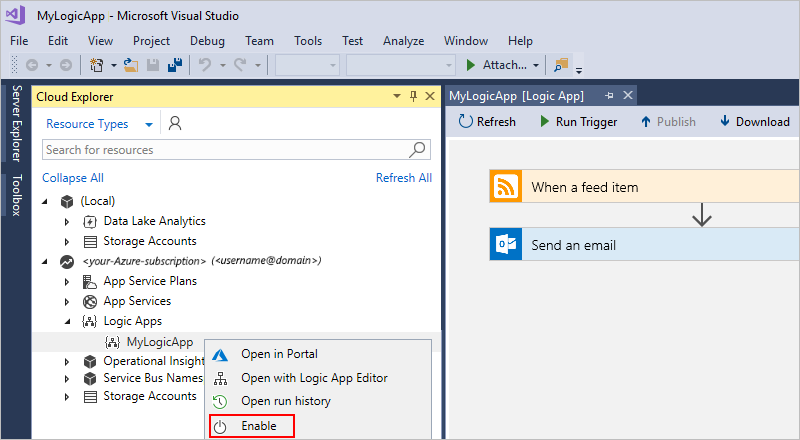 MyLogicApp - Microsoft Visual Studio
File Edit View Project Debug Team Tools Test Analyze Window Help
Attach...
Server Explorer
Toolbox
Cloud Explorer
Resource Types
Search for resources
Collapse All Refresh All
(Local)
Data Lake Analytics
Storage Accounts
<your-Azure-subscription> (<username@domain>)
App Service Plans
App Services
Logic Apps
MyLogicApp
Operational Insight
Service Bus Names
Storage Accounts
Open in Portal
Open with Logic App Editor
Open run history
Enable
MyLogicApp [Logic App]
Refresh Run Trigger Publish Download
When a feed item
Send an email